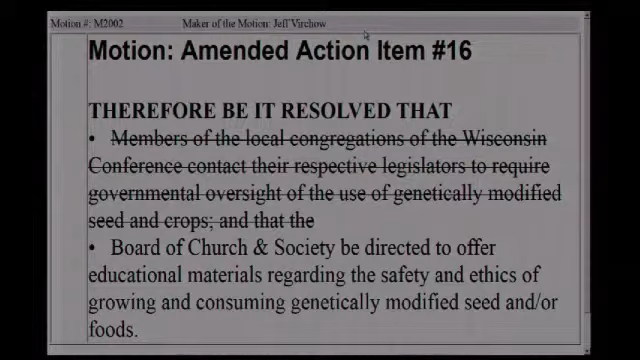 Motion #: M2002 Maker of the Motion: Jeff Virchow
Motion: Amended Action Item #16
THEREFORE BE IT RESOLVED THAT
• Members of the local congregations of the Wisconsin
Conference contact their respective legislators to require
governmental oversight of the use of genetically modified
seed and crops; and that the
• Board of Church & Society be directed to offer
educational materials regarding the safety and ethics of
growing and consuming genetically modified seed and/or
foods.